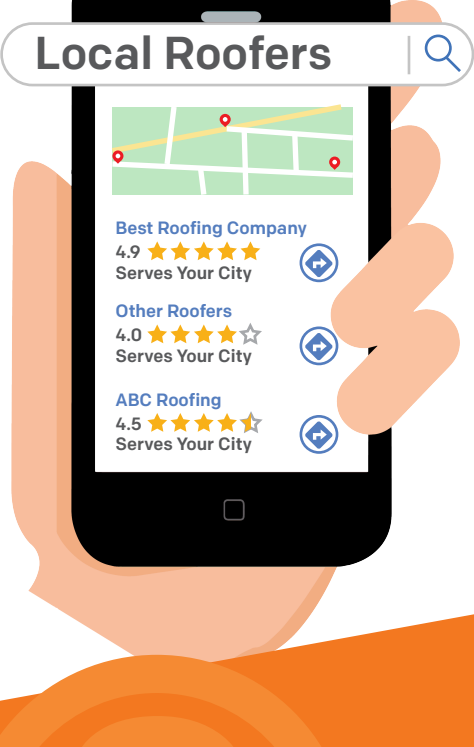 Local Roofers
Best Roofing Company
4.9
Serves Your City
Other Roofers
4.0
Serves Your City
ABC Roofing
4.5
Serves Your City